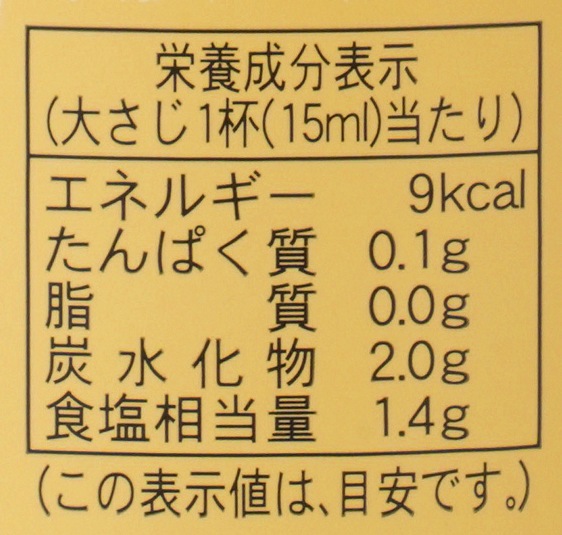 栄養成分表示
(大さじ1杯(15ml)当たり)
エネルギー 9kcal
たんぱく質 0.1g
脂質 0.0g
炭水化物 2.0g
食塩相当量 1.4g
(この表示値は、目安です。)